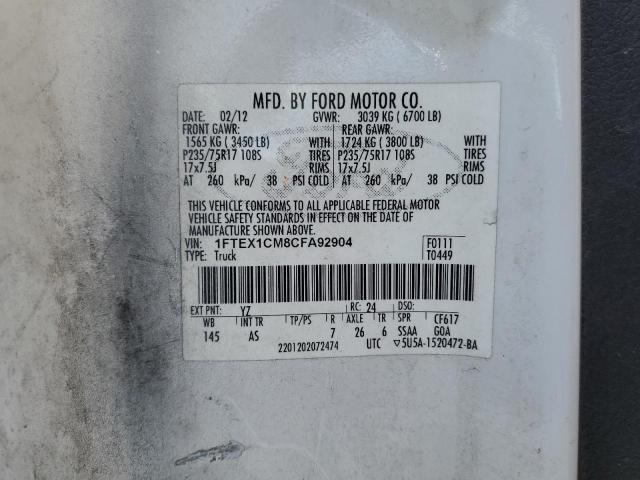 MFD. BY FORD MOTOR CO.
DATE: 02/12 GVWR: 3039 KG ( 6700 LB)
FRONT GAWR: REAR GAWR:
1565 KG ( 3450 LB) WITH 1724 KG ( 3800 LB) WITH
P235/75R17 108S TIRES P235/75R17 108S TIRES
17x7.5J RIMS 17x7.5J RIMS
AT 260 kPa/ 38 PSI COLD AT 260 kPa/ 38 PSI COLD
THIS VEHICLE CONFORMS TO ALL APPLICABLE FEDERAL MOTOR
VEHICLE SAFETY STANDARDS IN EFFECT ON THE DATE OF
MANUFACTURE SHOWN ABOVE.
VIN: 1FTEX1CM8CFA92904 F0111
TYPE: Truck T0449
EXT PNT: YZ RC: 24 DSO:
WB INT TR TP/PS R AXLE TR SPR CF617
145 AS 7 26 6 SSAA GOA
2201202072474 UTC ▽5U5A-1520472-BA